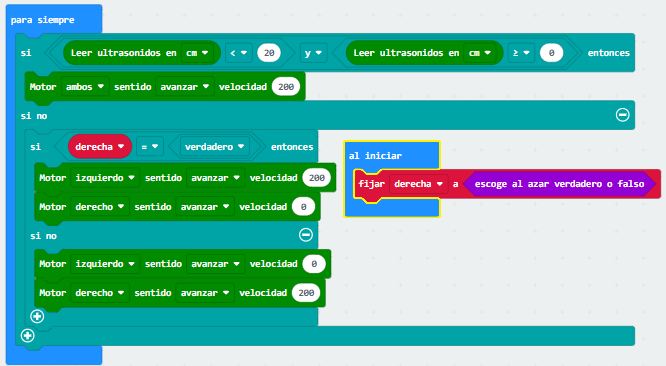 para siempre
si Leer ultrasonidos en cm < 20 y Leer ultrasonidos en cm ≥ 0 entonces
Motor ambos sentido avanzar velocidad 200
si no
si derecha = verdadero entonces
Motor izquierdo sentido avanzar velocidad 200
Motor derecho sentido avanzar velocidad 0
si no
Motor izquierdo sentido avanzar velocidad 0
Motor derecho sentido avanzar velocidad 200
al iniciar
fijar derecha a escoge al azar verdadero o falso